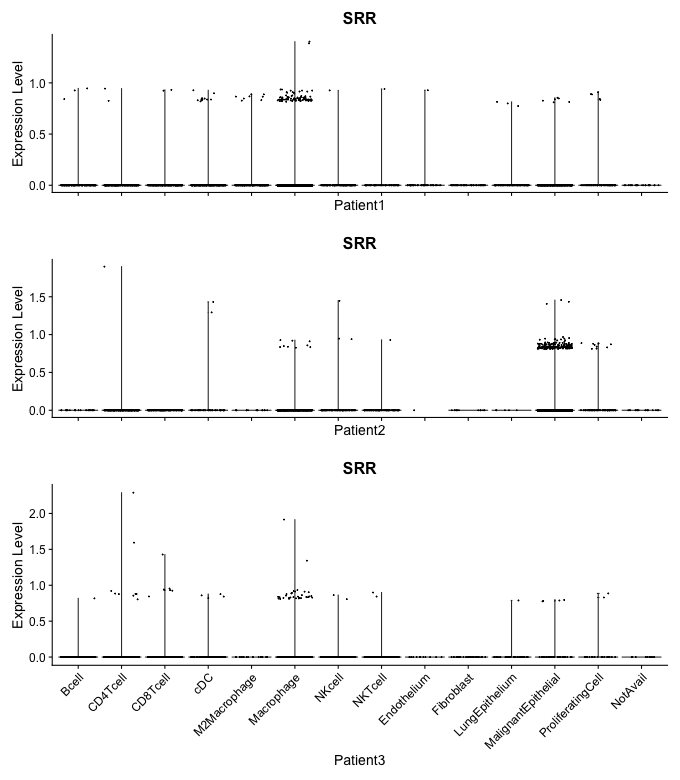 SRR
Expression Level
1.0
0.5
0.0
Patient1
SRR
Expression Level
1.5
1.0
0.5
0.0
Patient2
SRR
Expression Level
2.0
1.5
1.0
0.5
0.0
Bcell
CD4Tcell
CD8Tcell
cDC
M2Macrophage
Macrophage
NKcell
NKTcell
Endothelium
Fibroblast
LungEpithelium
MalignantEpithelial
ProliferatingCell
NotAvail
Patient3